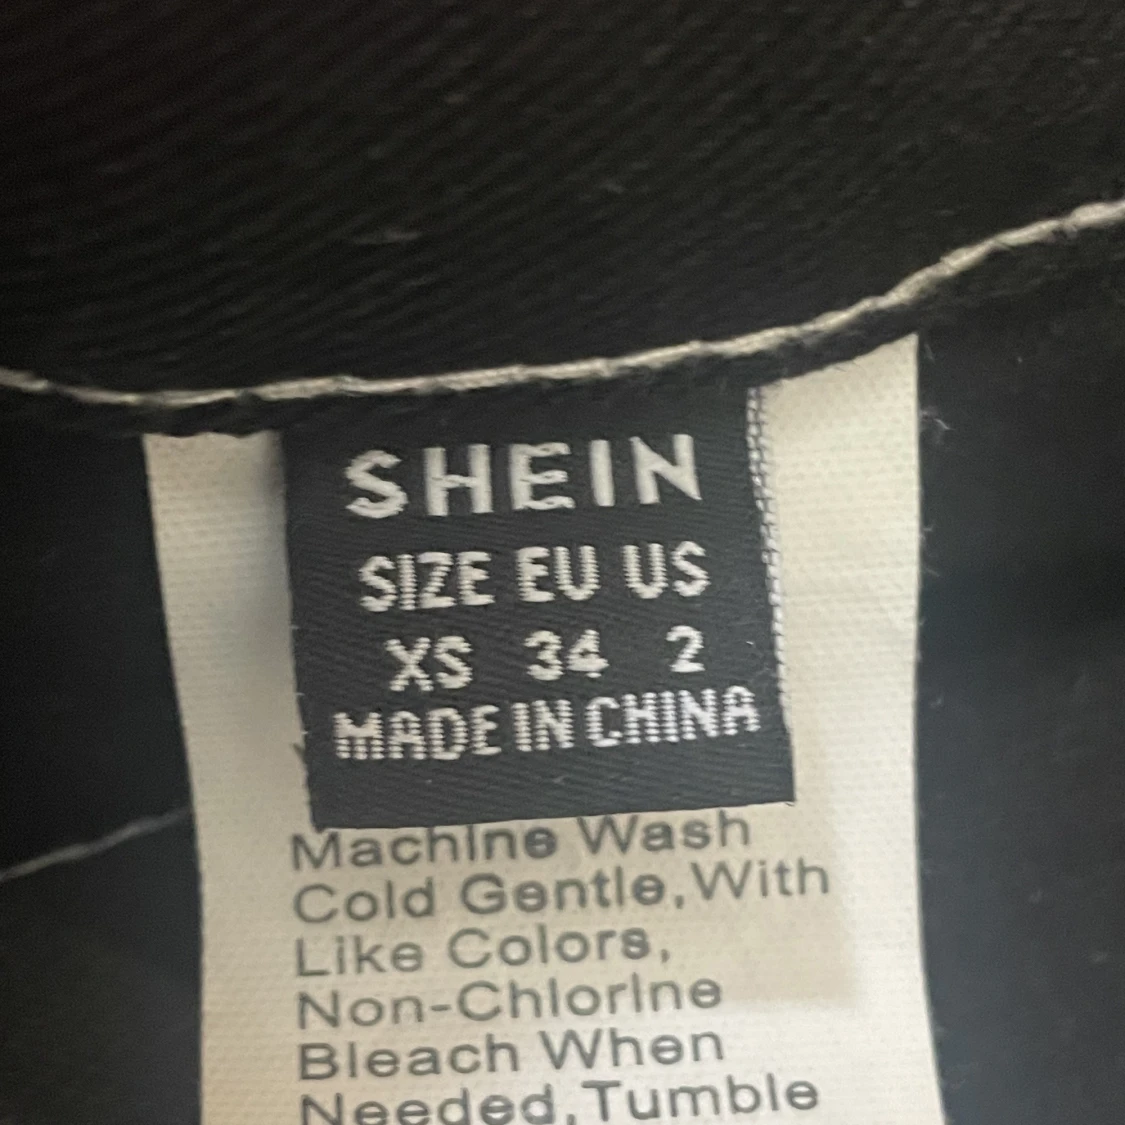 SHEIN
SIZE EU US
XS 34 2
MADE IN CHINA
Machine Wash
Cold Gentle,With
Like Colors,
Non-Chlorine
Bleach When
Needed,Tumble